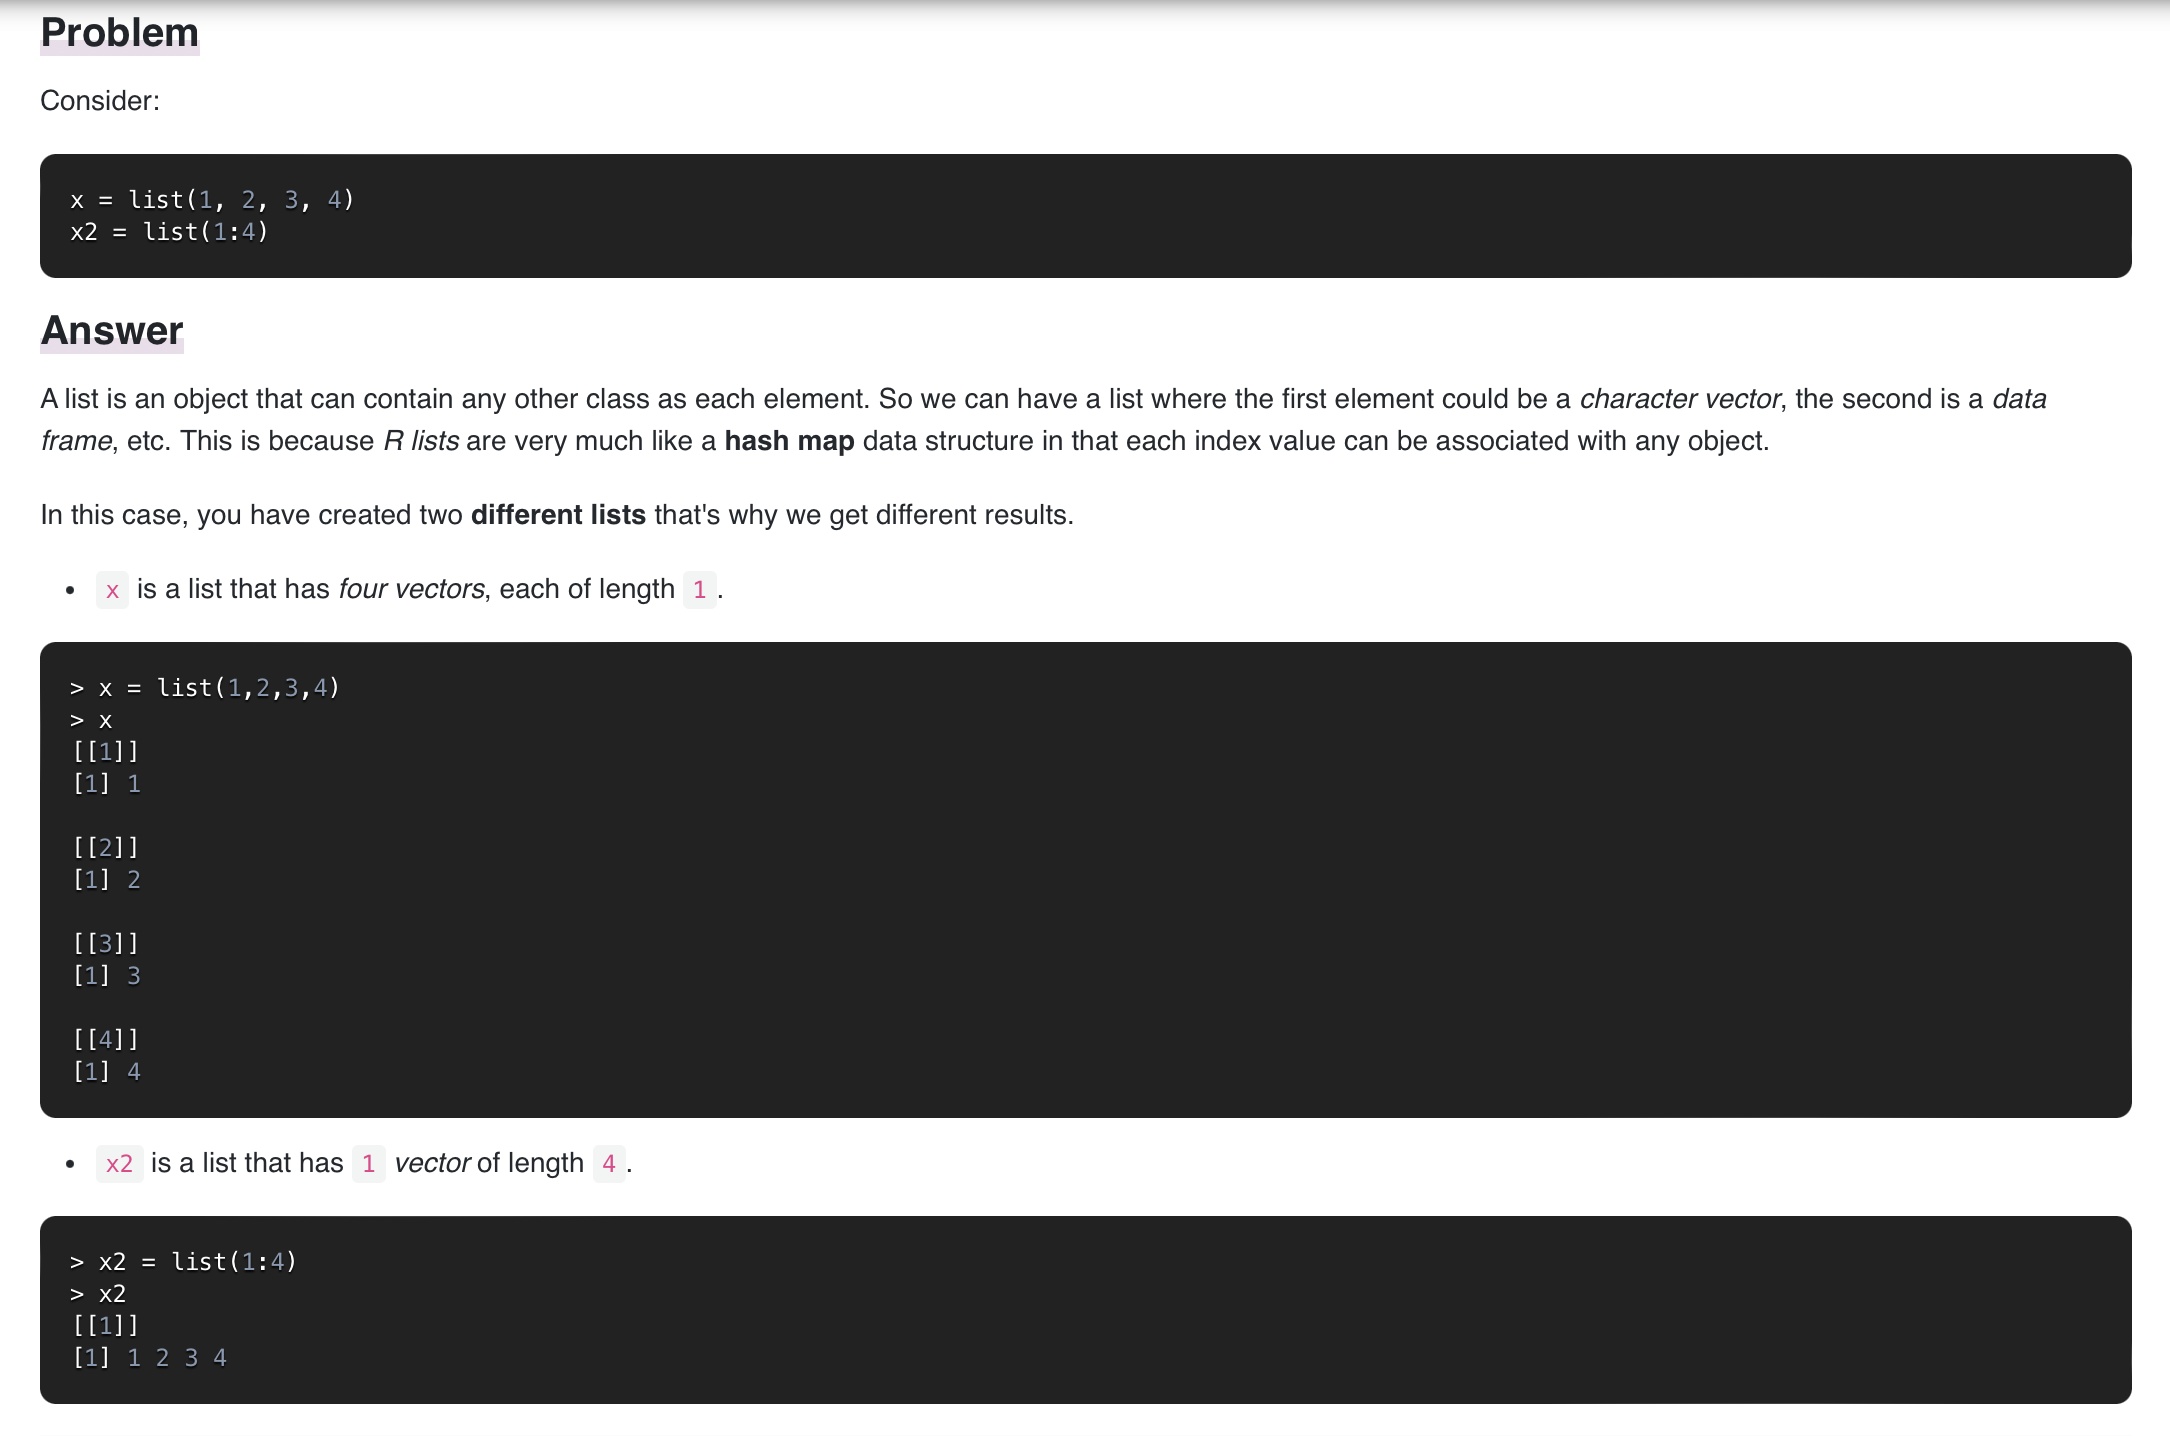 Problem
Consider:
x = list(1, 2, 3, 4)
x2 = list(1:4)
Answer
A list is an object that can contain any other class as each element. So we can have a list where the first element could be a character vector, the second is a data
frame, etc. This is because R lists are very much like a hash map data structure in that each index value can be associated with any object.
In this case, you have created two different lists that's why we get different results.
• x is a list that has four vectors, each of length 1.
> x = list(1,2,3,4)
> x
[[1]]
[1] 1
[[2]]
[1] 2
[[3]]
[1] 3
[[4]]
[1] 4
• x2 is a list that has 1 vector of length 4.
> x2 = list(1:4)
> x2
[[1]]
[1] 1 2 3 4